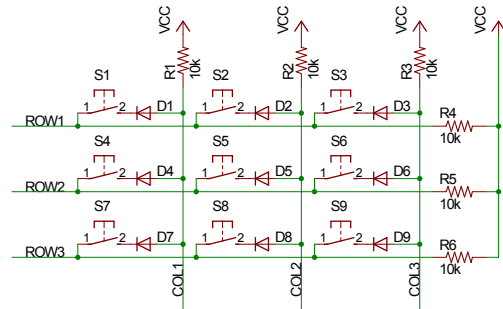 VCC VCC VCC VCC
R1 10k R2 10k R3 10k
S1 S2 S3
1 2 D1 1 2 D2 1 2 D3 R4
ROW1 10k
S4 S5 S6
1 2 D4 1 2 D5 1 2 D6 R5
ROW2 10k
S7 S8 S9
1 2 D7 1 2 D8 1 2 D9 R6
ROW3 10k
COL1 COL2 COL3